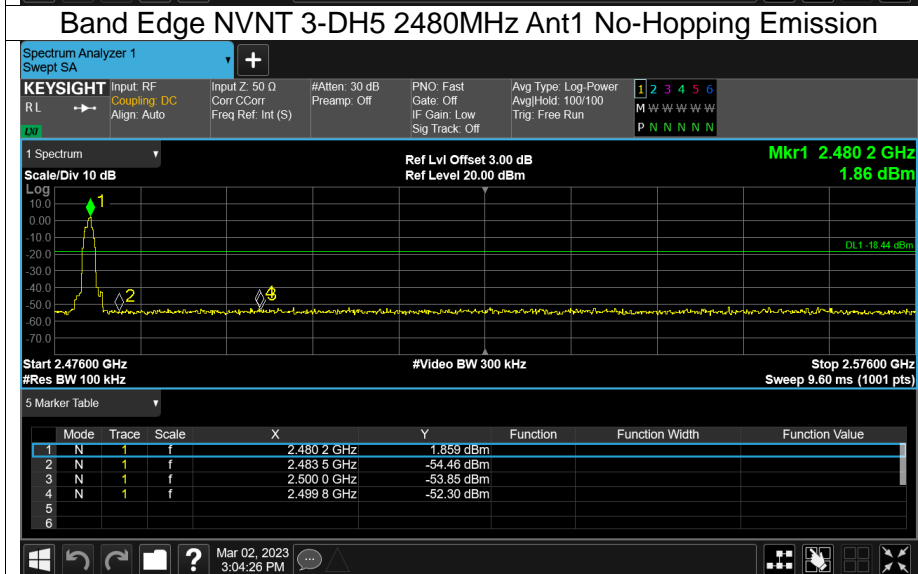 Band Edge NVNT 3-DH5 2480MHz Ant1 No-Hopping Emission
Spectrum Analyzer 1
Swept SA
+
KEYSIGHT Input: RF Input Z: 50 Ω #Atten: 30 dB PNO: Fast Avg Type: Log-Power 1 2 3 4 5 6
R L Coupling: DC Corr CCorr Preamp: Off Gate: Off Avg|Hold: 100/100 M W W W W W
Align: Auto Freq Ref: Int (S) IF Gain: Low Trig: Free Run
LXI Sig Track: Off P N N N N N
1 Spectrum Ref Lvl Offset 3.00 dB Mkr1 2.480 2 GHz
Scale/Div 10 dB Ref Level 20.00 dBm 1.86 dBm
Log
10.0
0.00
-10.0
-20.0
-30.0
-40.0
-50.0
-60.0
-70.0
1
2
4
3
DL1 -18.44 dBm
Start 2.47600 GHz #Video BW 300 kHz Stop 2.57600 GHz
#Res BW 100 kHz Sweep 9.60 ms (1001 pts)
5 Marker Table
Mode Trace Scale X Y Function Function Width Function Value
1 N 1 f 2.480 2 GHz 1.859 dBm
2 N 1 f 2.483 5 GHz -54.46 dBm
3 N 1 f 2.500 0 GHz -53.85 dBm
4 N 1 f 2.499 8 GHz -52.30 dBm
5
6
? Mar 02, 2023
3:04:26 PM